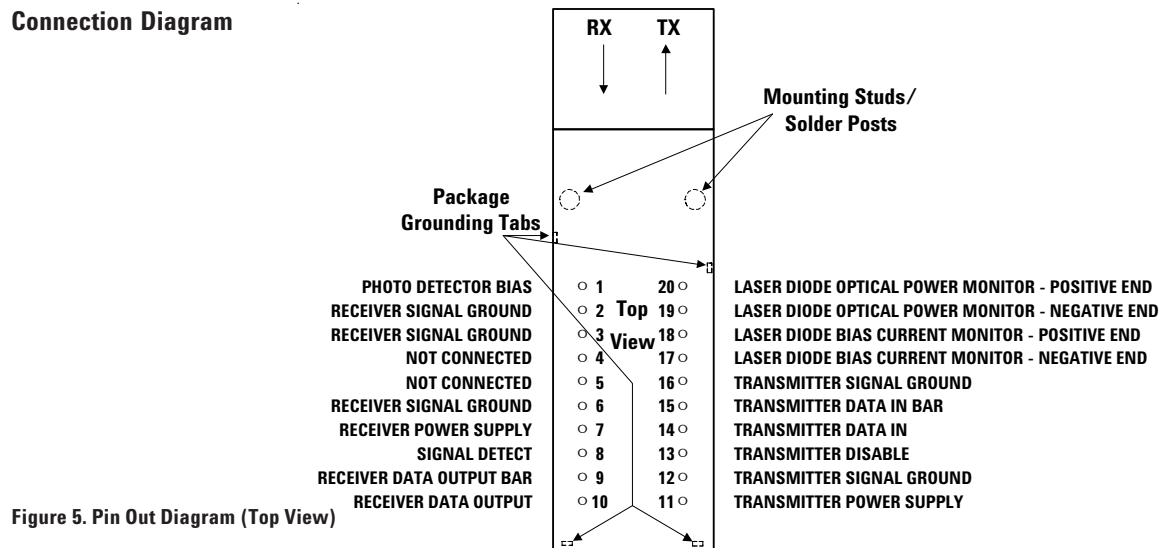 Connection Diagram
RX TX
Mounting Studs/
Solder Posts
Package
Grounding Tabs
PHOTO DETECTOR BIAS 1 20 LASER DIODE OPTICAL POWER MONITOR - POSITIVE END
RECEIVER SIGNAL GROUND 2 Top 19 LASER DIODE OPTICAL POWER MONITOR - NEGATIVE END
RECEIVER SIGNAL GROUND 3 View 18 LASER DIODE BIAS CURRENT MONITOR - POSITIVE END
NOT CONNECTED 4 17 LASER DIODE BIAS CURRENT MONITOR - NEGATIVE END
NOT CONNECTED 5 16 TRANSMITTER SIGNAL GROUND
RECEIVER SIGNAL GROUND 6 15 TRANSMITTER DATA IN BAR
RECEIVER POWER SUPPLY 7 14 TRANSMITTER DATA IN
SIGNAL DETECT 8 13 TRANSMITTER DISABLE
RECEIVER DATA OUTPUT BAR 9 12 TRANSMITTER SIGNAL GROUND
RECEIVER DATA OUTPUT 10 11 TRANSMITTER POWER SUPPLY
Figure 5. Pin Out Diagram (Top View)